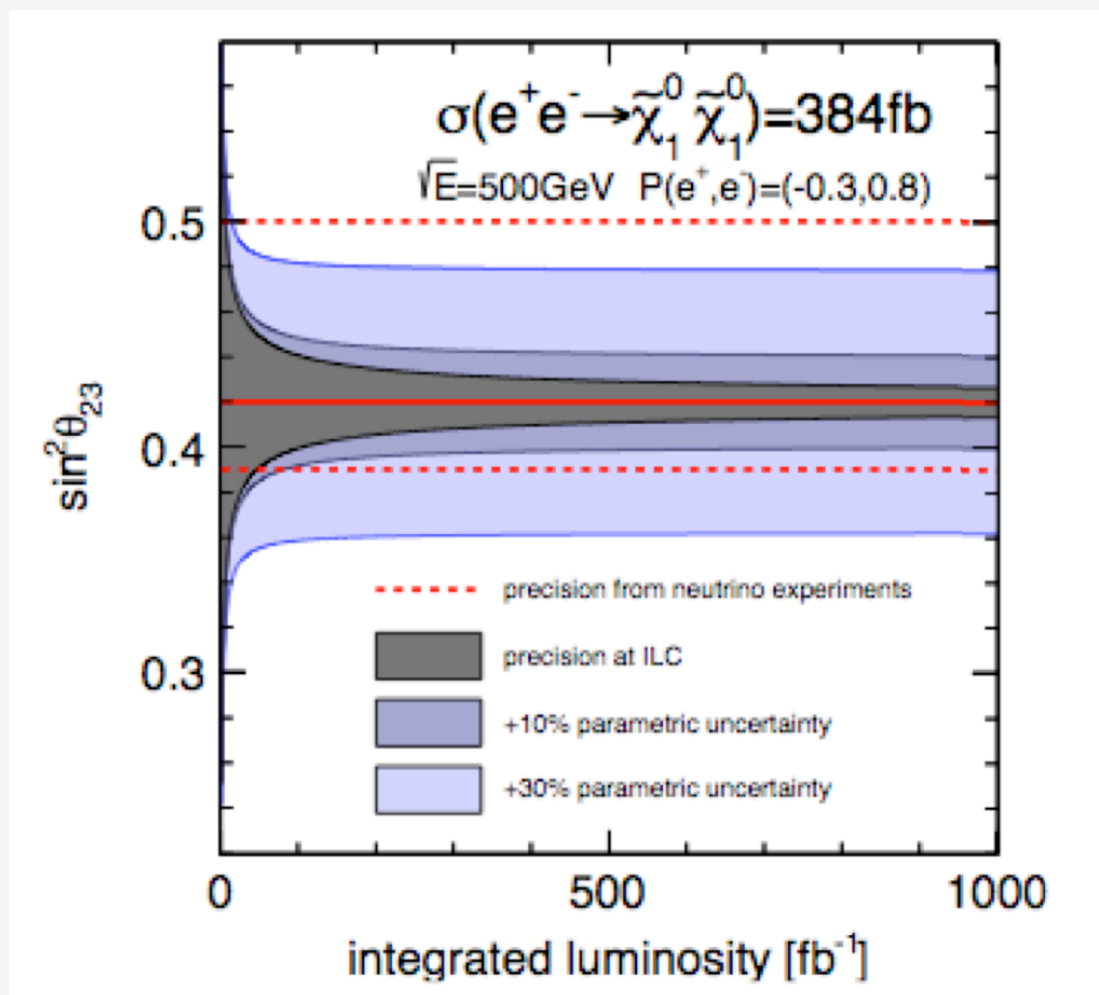 σ(e⁺e⁻→χ̃₁⁰ χ̃₁⁰)=384fb
√E=500GeV P(e⁺,e⁻)=(-0.3,0.8)
0.5
0.4
0.3
sin²θ₂₃
precision from neutrino experiments
precision at ILC
+10% parametric uncertainty
+30% parametric uncertainty
0 500 1000
integrated luminosity [fb⁻¹]